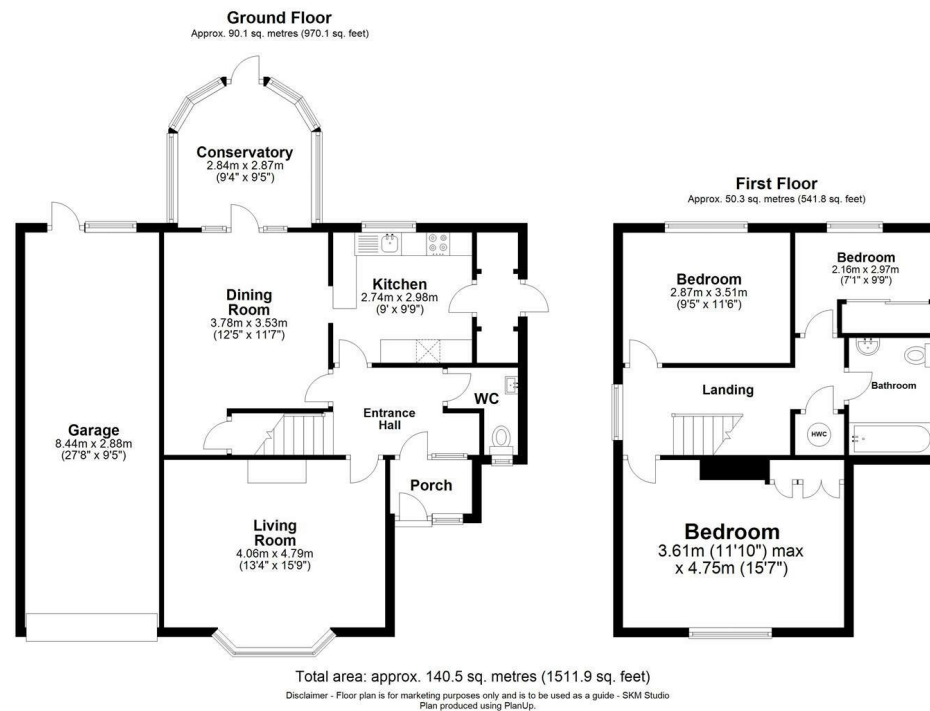 Ground Floor
Approx. 90.1 sq. metres (970.1 sq. feet)
Conservatory
2.84m x 2.87m
(9'4" x 9'5")
Dining
Room
3.78m x 3.53m
(12'5" x 11'7")
Kitchen
2.74m x 2.98m
(9' x 9'9")
WC
Entrance
Hall
Garage
8.44m x 2.88m
(27'8" x 9'5")
Porch
Living
Room
4.06m x 4.79m
(13'4" x 15'9")
First Floor
Approx. 50.3 sq. metres (541.8 sq. feet)
Bedroom
2.87m x 3.51m
(9'5" x 11'6")
Bedroom
2.16m x 2.97m
(7'1" x 9'9")
Landing
Bathroom
HWC
Bedroom
3.61m (11'10") max
x 4.75m (15'7")
Total area: approx. 140.5 sq. metres (1511.9 sq. feet)
Disclaimer - Floor plan is for marketing purposes only and is to be used as a guide - SKM Studio
Plan produced using PlanUp.